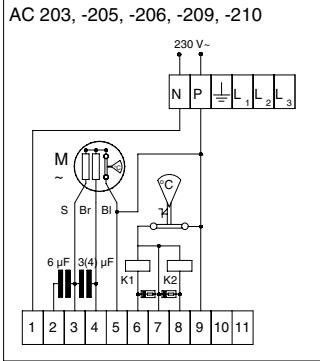 AC 203, -205, -206, -209, -210
230 V~
N P L1 L2 L3
M
~
°C
°C
S Br Bl
6 µF 3(4) µF
K1 K2
1 2 3 4 5 6 7 8 9 10 11